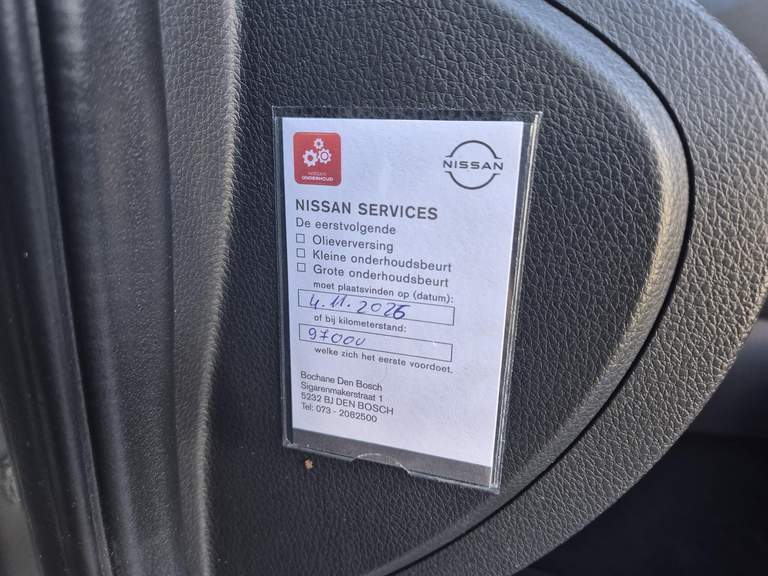 NISSAN
ONDERHOUD
NISSAN
NISSAN SERVICES
De eerstvolgende
Olieverversing
Kleine onderhoudsbeurt
Grote onderhoudsbeurt
moet plaatsvinden op (datum):
4.11.2026
of bij kilometerstand:
97000
welke zich het eerste voordoet.
Bochane Den Bosch
Sigarenmakerstraat 1
5232 BJ DEN BOSCH
Tel: 073 - 2082500